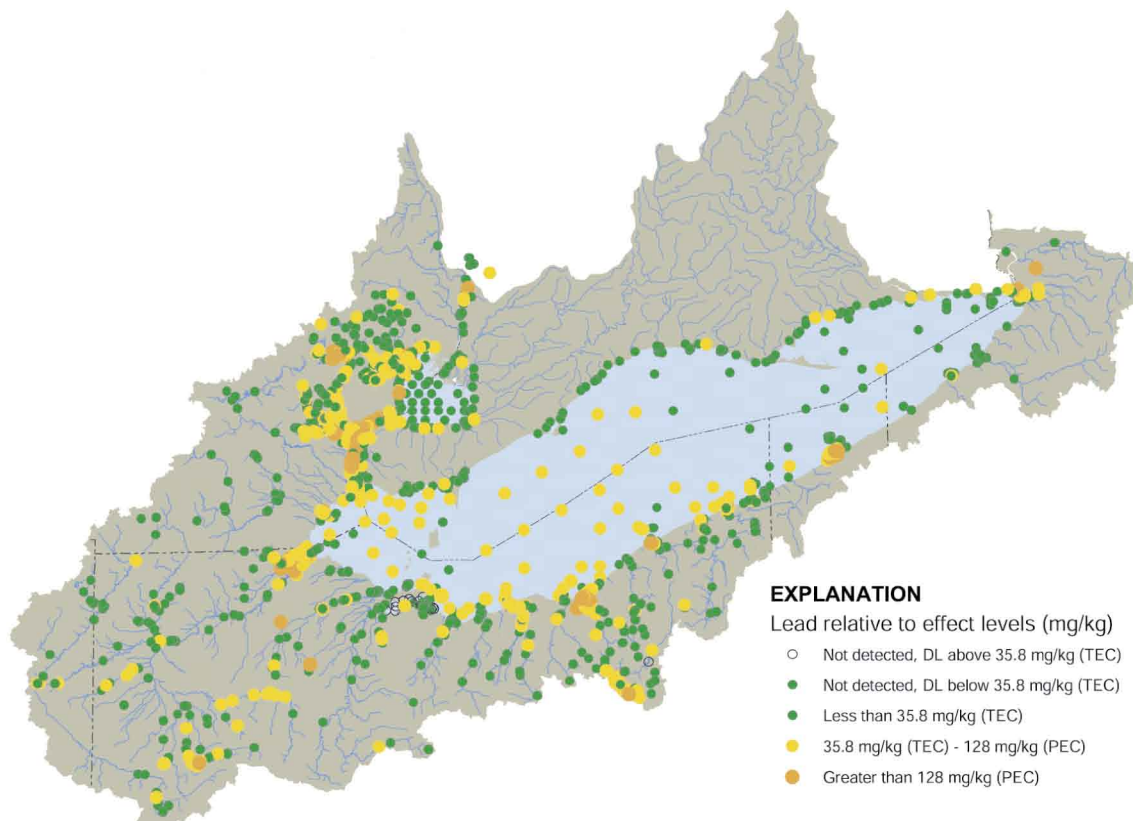 EXPLANATION
Lead relative to effect levels (mg/kg)
Not detected, DL above 35.8 mg/kg (TEC)
Not detected, DL below 35.8 mg/kg (TEC)
Less than 35.8 mg/kg (TEC)
35.8 mg/kg (TEC) - 128 mg/kg (PEC)
Greater than 128 mg/kg (PEC)